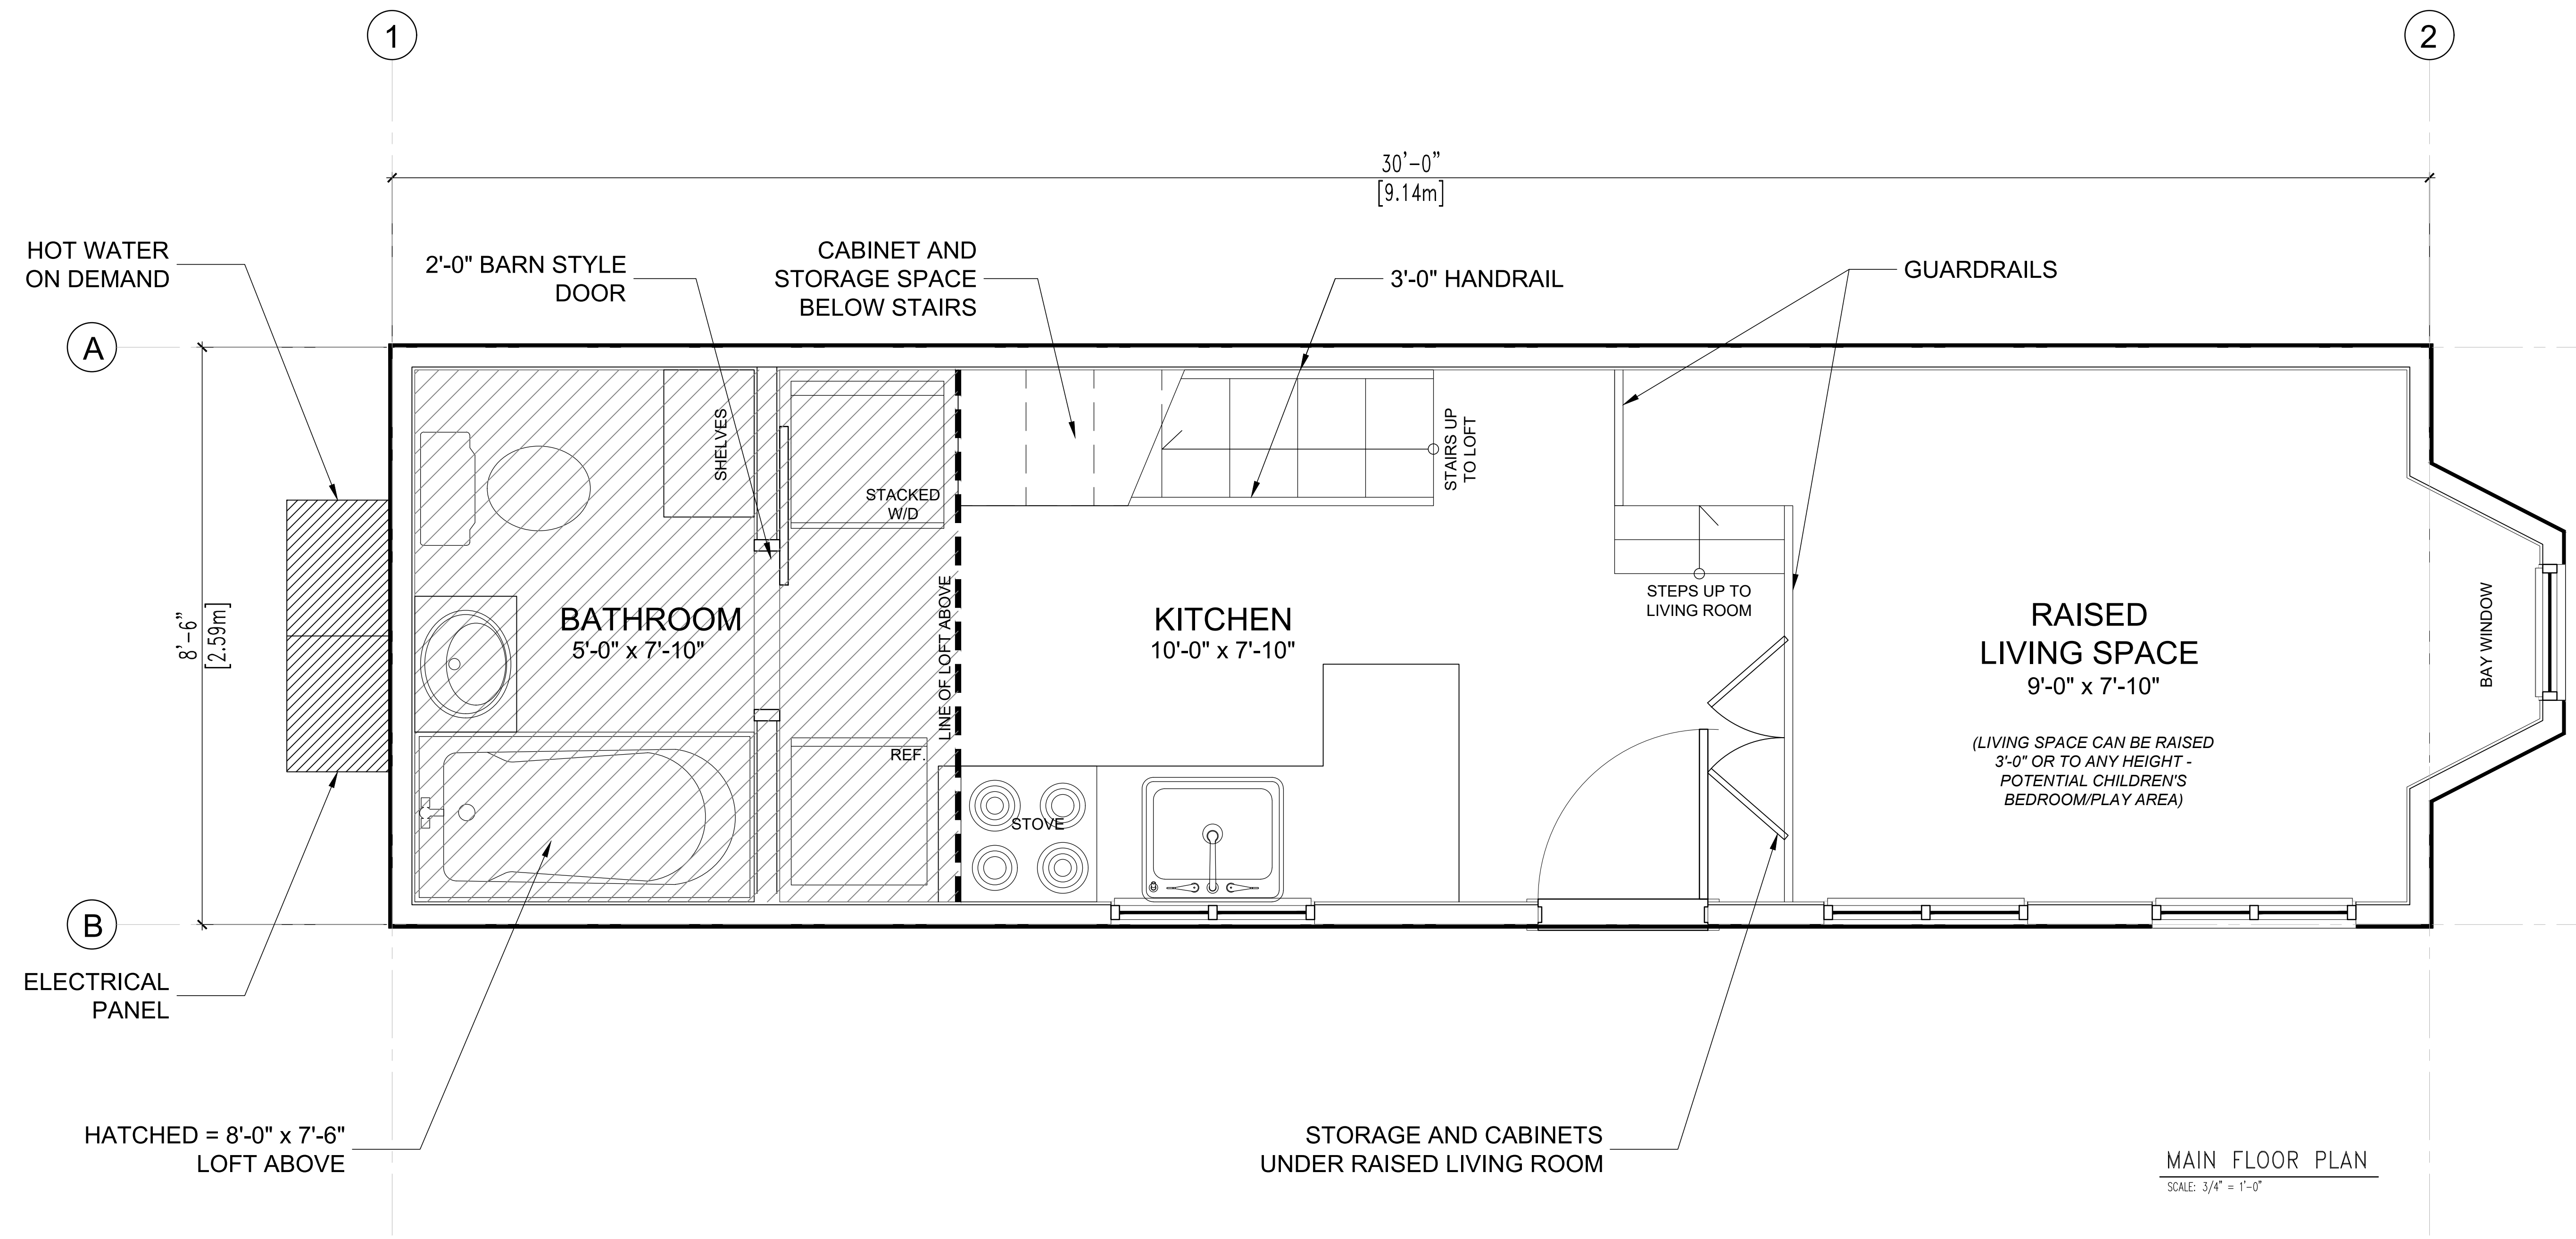 1
2
30'-0"
[9.14m]
HOT WATER
ON DEMAND
2'-0" BARN STYLE
DOOR
CABINET AND
STORAGE SPACE
BELOW STAIRS
3'-0" HANDRAIL
GUARDRAILS
A
8'-6"
[2.59m]
B
SHELVES
STACKED
W/D
STAIRS UP
TO LOFT
LINE OF LOFT ABOVE
BATHROOM
5'-0" x 7'-10"
KITCHEN
10'-0" x 7'-10"
STEPS UP TO
LIVING ROOM
RAISED
LIVING SPACE
9'-0" x 7'-10"
BAY WINDOW
(LIVING SPACE CAN BE RAISED
3'-0" OR TO ANY HEIGHT -
POTENTIAL CHILDREN'S
BEDROOM/PLAY AREA)
REF.
STOVE
ELECTRICAL
PANEL
HATCHED = 8'-0" x 7'-6"
LOFT ABOVE
STORAGE AND CABINETS
UNDER RAISED LIVING ROOM
MAIN FLOOR PLAN
SCALE: 3/4" = 1'-0"